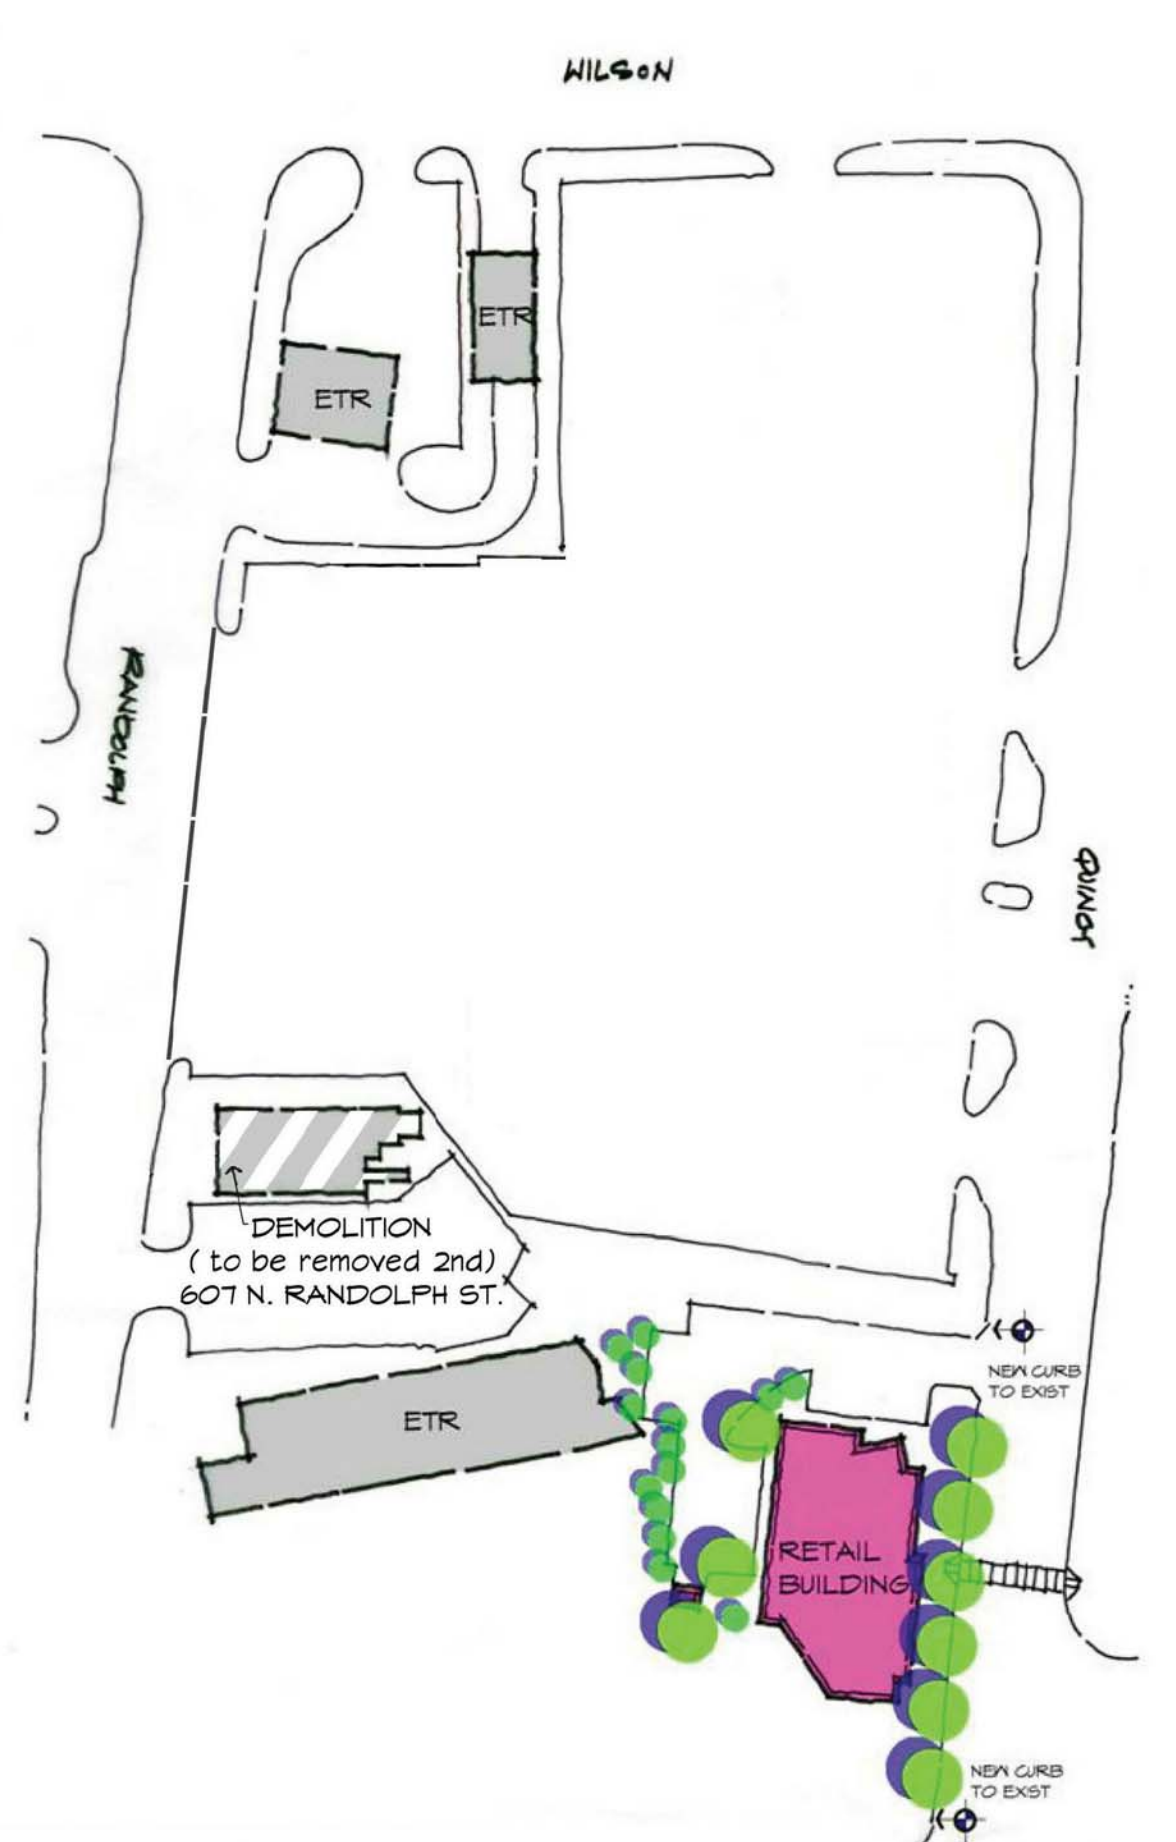 WILSON
ETR
ETR
RANDOLPH
QUINCY
DEMOLITION
( to be removed 2nd)
607 N. RANDOLPH ST.
NEW CURB
TO EXIST
ETR
RETAIL
BUILDING
NEW CURB
TO EXIST